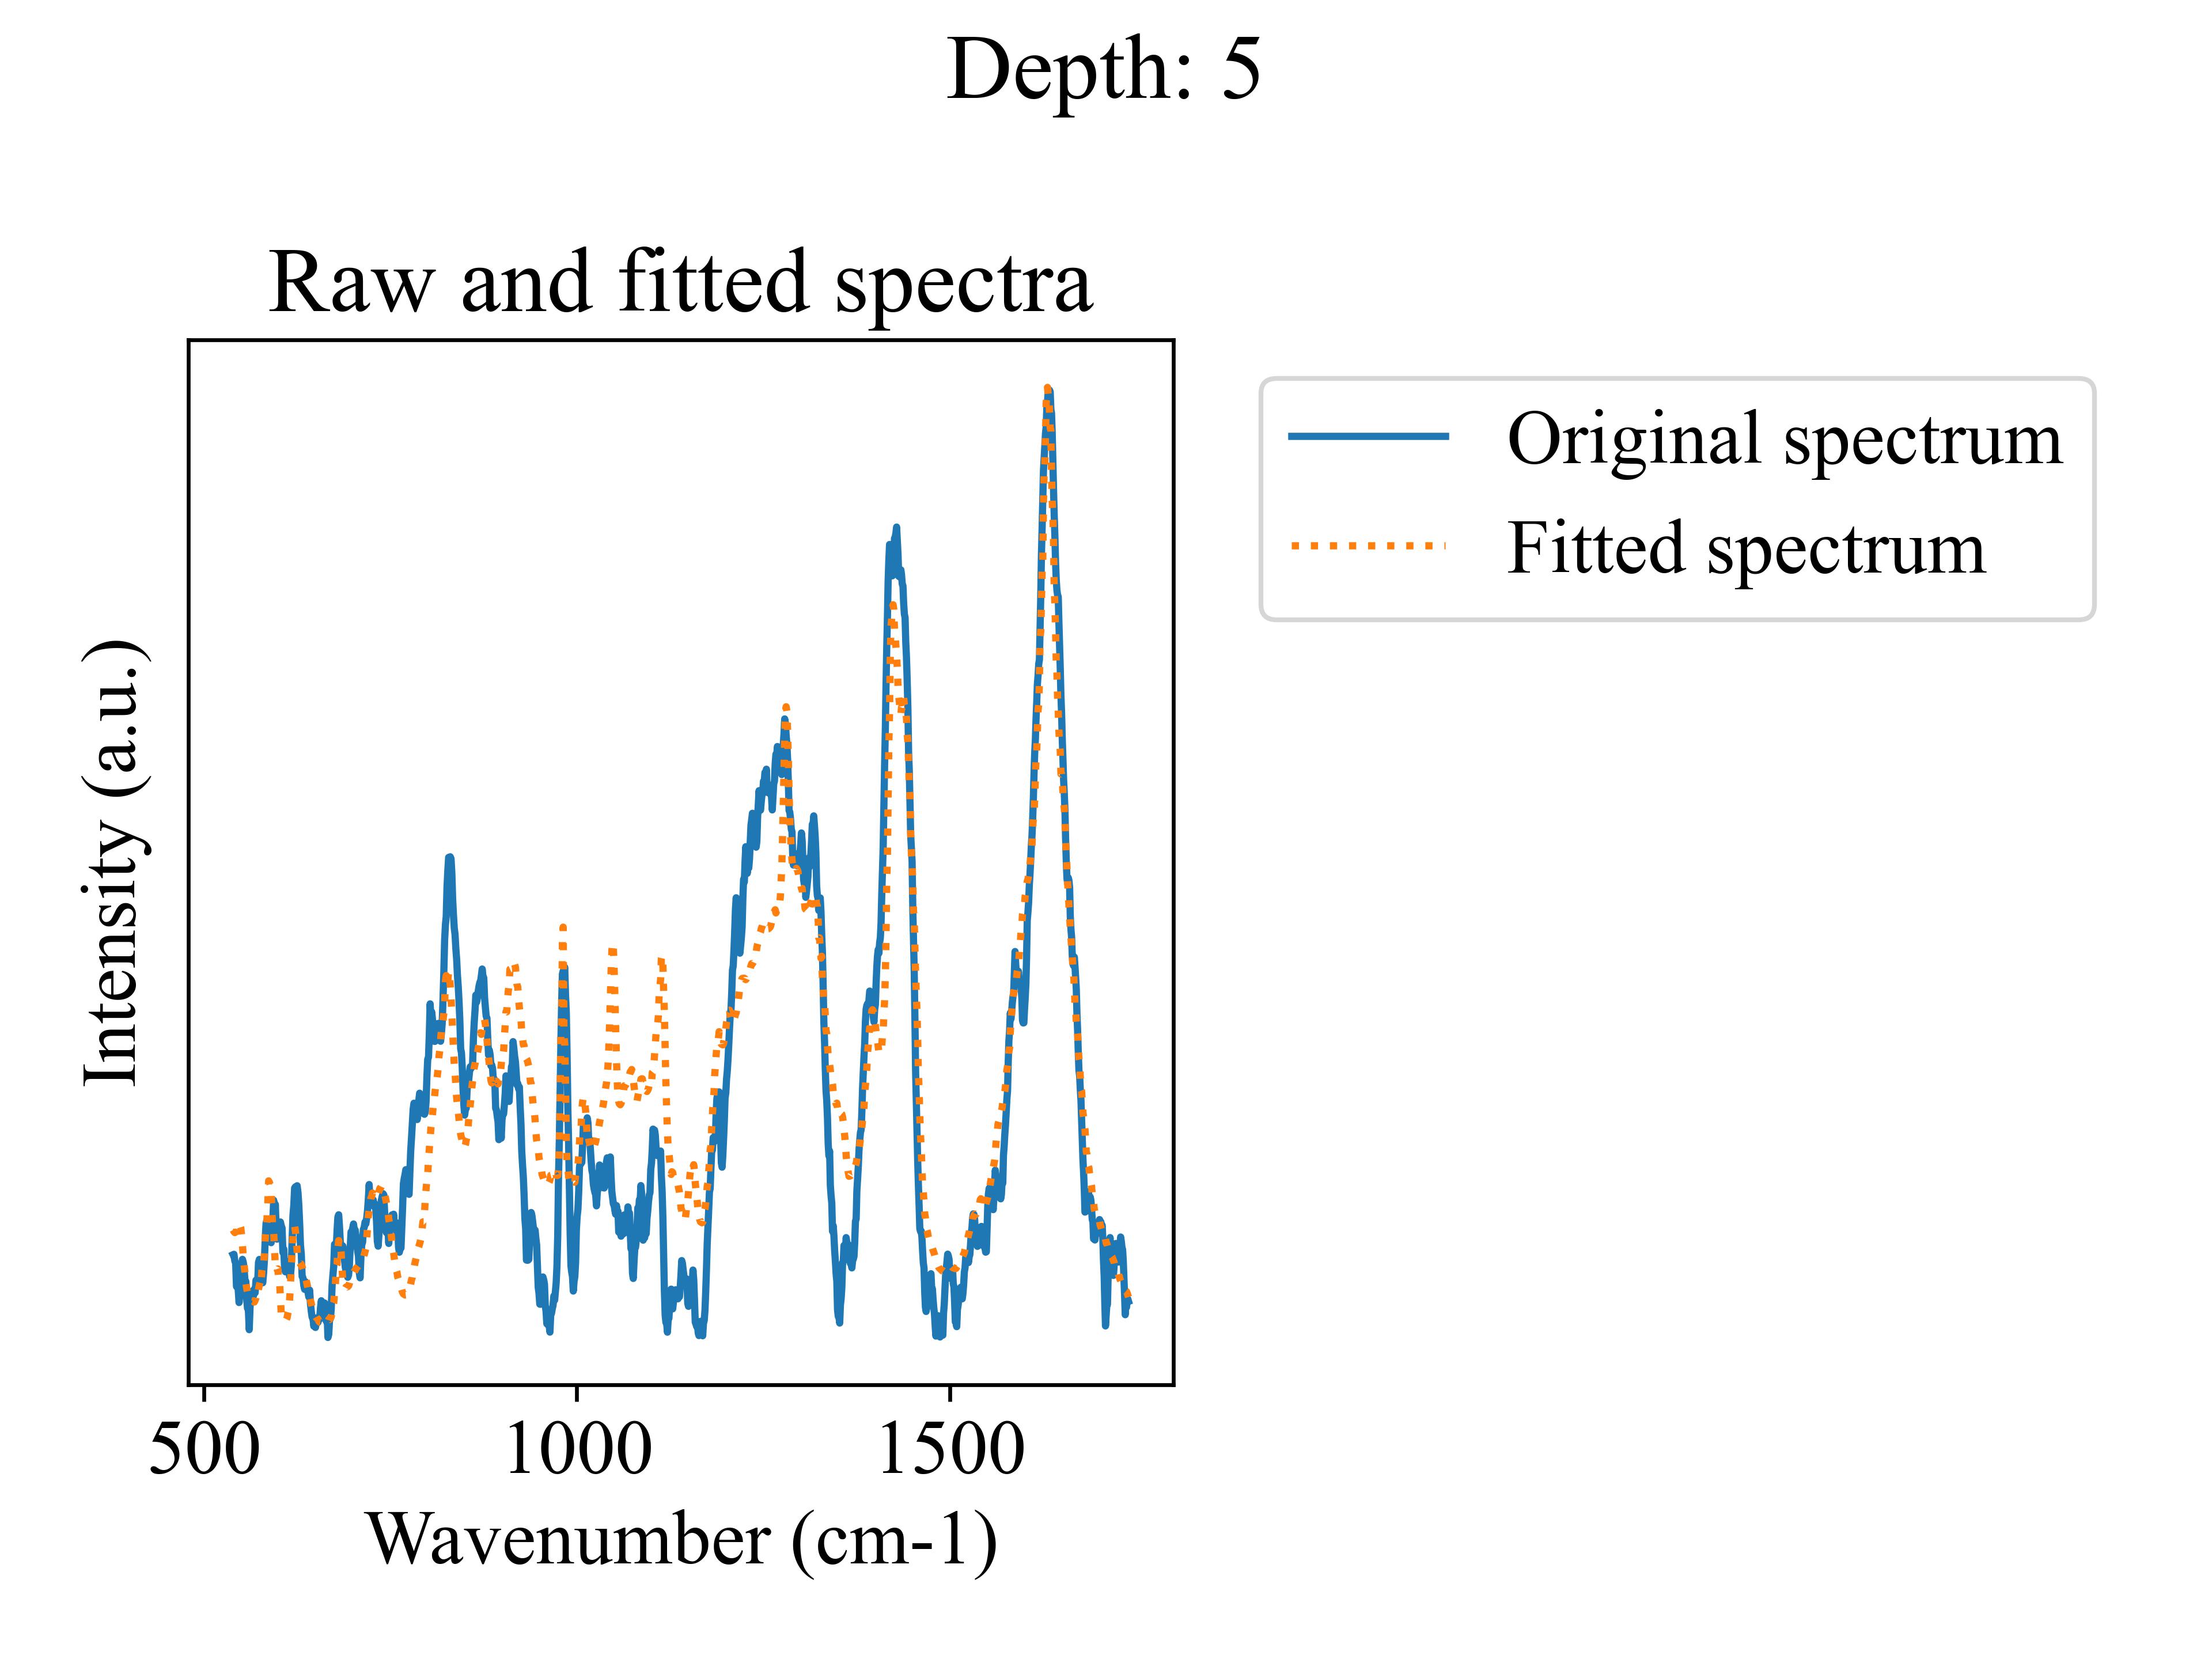 Depth: 5
Raw and fitted spectra
Original spectrum
Fitted spectrum
Intensity (a.u.)
500 1000 1500
Wavenumber (cm-1)